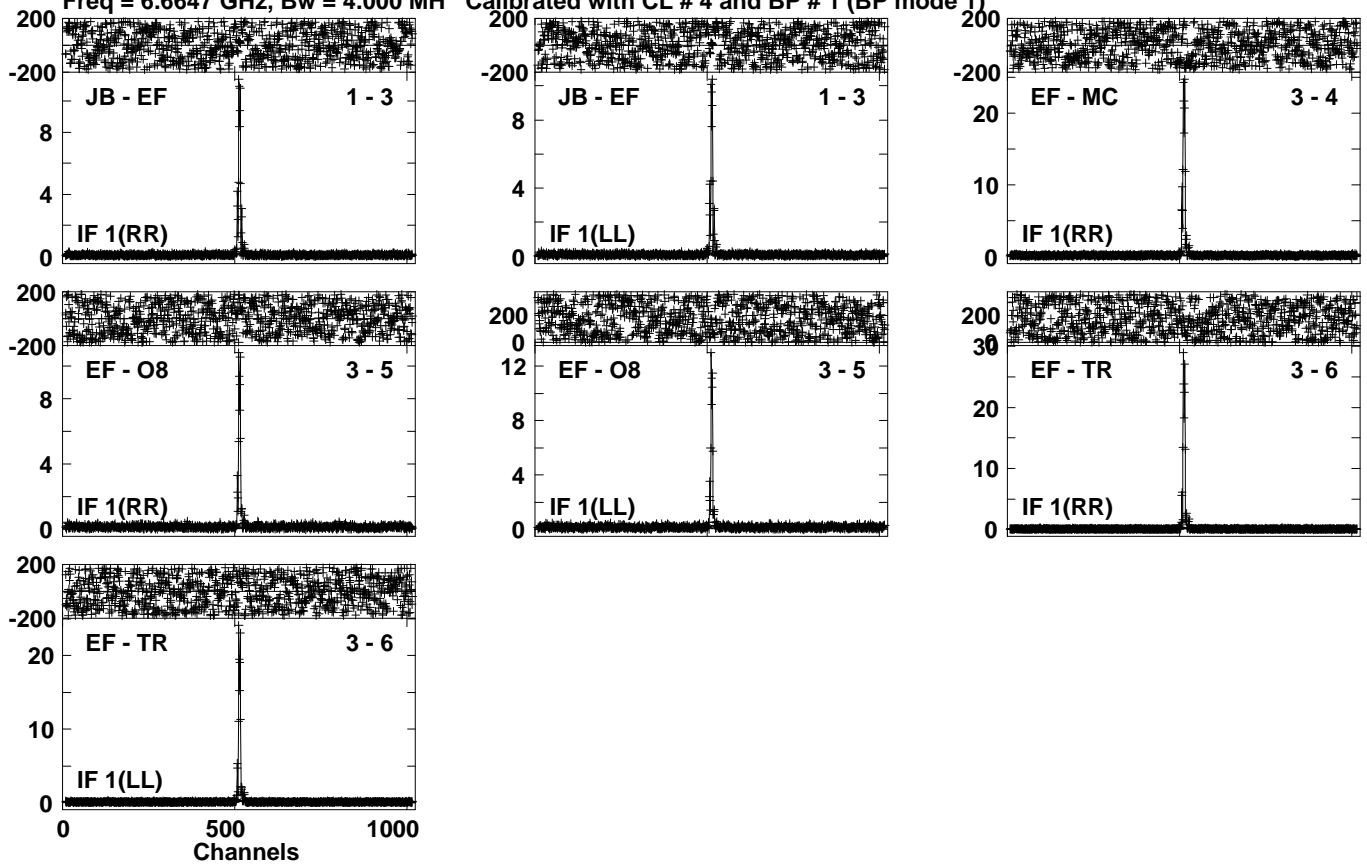 Freq = 6.6647 GHz, Bw = 4.000 MH Calibrated with CL # 4 and BP # 1 (BP mode 1)
200
-200
JB - EF 1 - 3
8
4
0
IF 1(RR)
200
-200
JB - EF 1 - 3
8
4
0
IF 1(LL)
200
-200
EF - MC 3 - 4
20
10
0
IF 1(RR)
200
-200
EF - O8 3 - 5
8
4
0
IF 1(RR)
200
0
EF - O8 3 - 5
12
8
4
0
IF 1(LL)
200
0
30
EF - TR 3 - 6
20
10
0
IF 1(RR)
200
-200
EF - TR 3 - 6
20
10
0
IF 1(LL)
0 500 1000
Channels